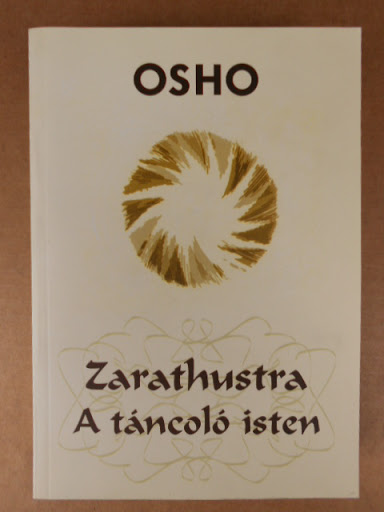 OSHO
Zarathustra
A táncoló isten